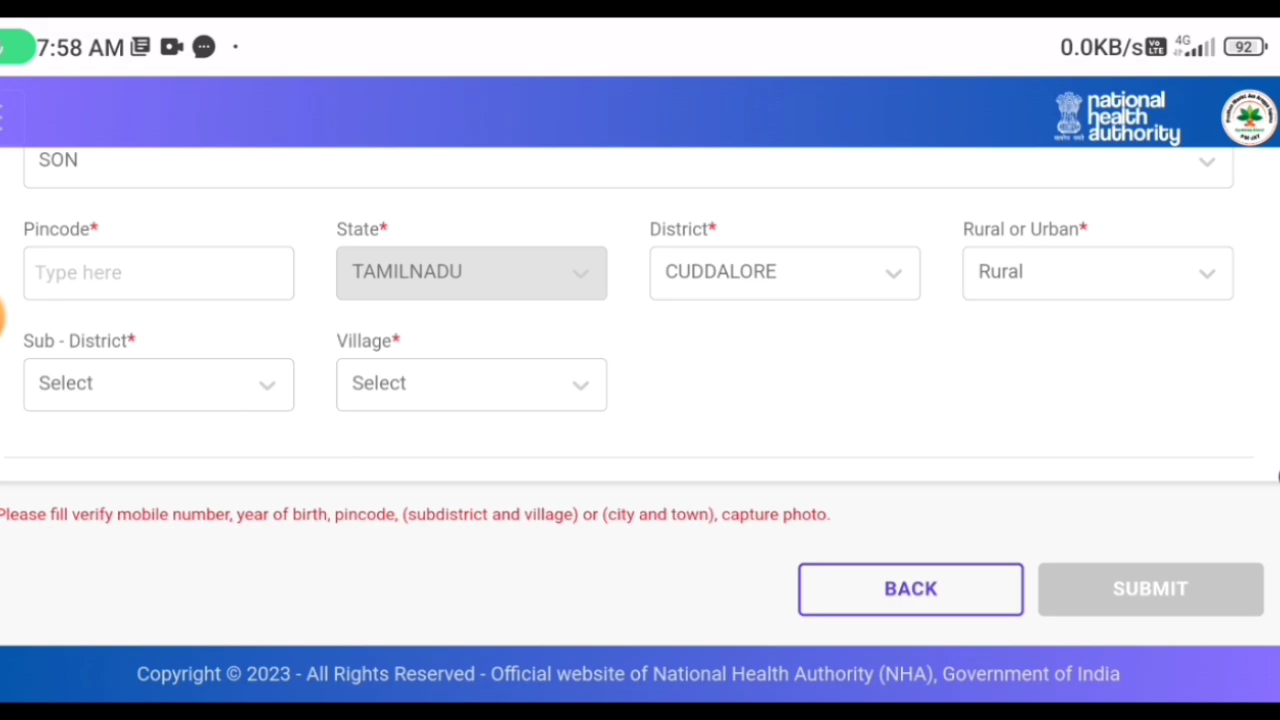 7:58 AM
0.0KB/s
Vo
LTE
4G
92
national
health
authority
SON
Pincode*
State*
District*
Rural or Urban*
Type here
TAMILNADU
CUDDALORE
Rural
Sub - District*
Village*
Select
Select
Please fill verify mobile number, year of birth, pincode, (subdistrict and village) or (city and town), capture photo.
BACK
SUBMIT
Copyright © 2023 - All Rights Reserved - Official website of National Health Authority (NHA), Government of India